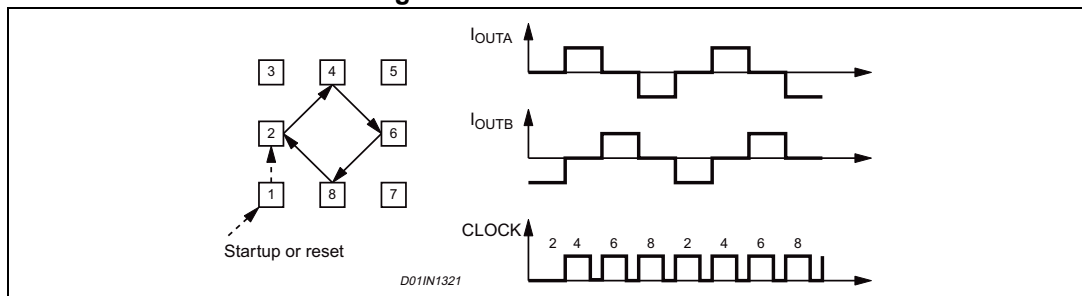 3 4 5
2 6
1 8 7
Startup or reset
D01IN1321
IOUTA
IOUTB
CLOCK
2 4 6 8 2 4 6 8